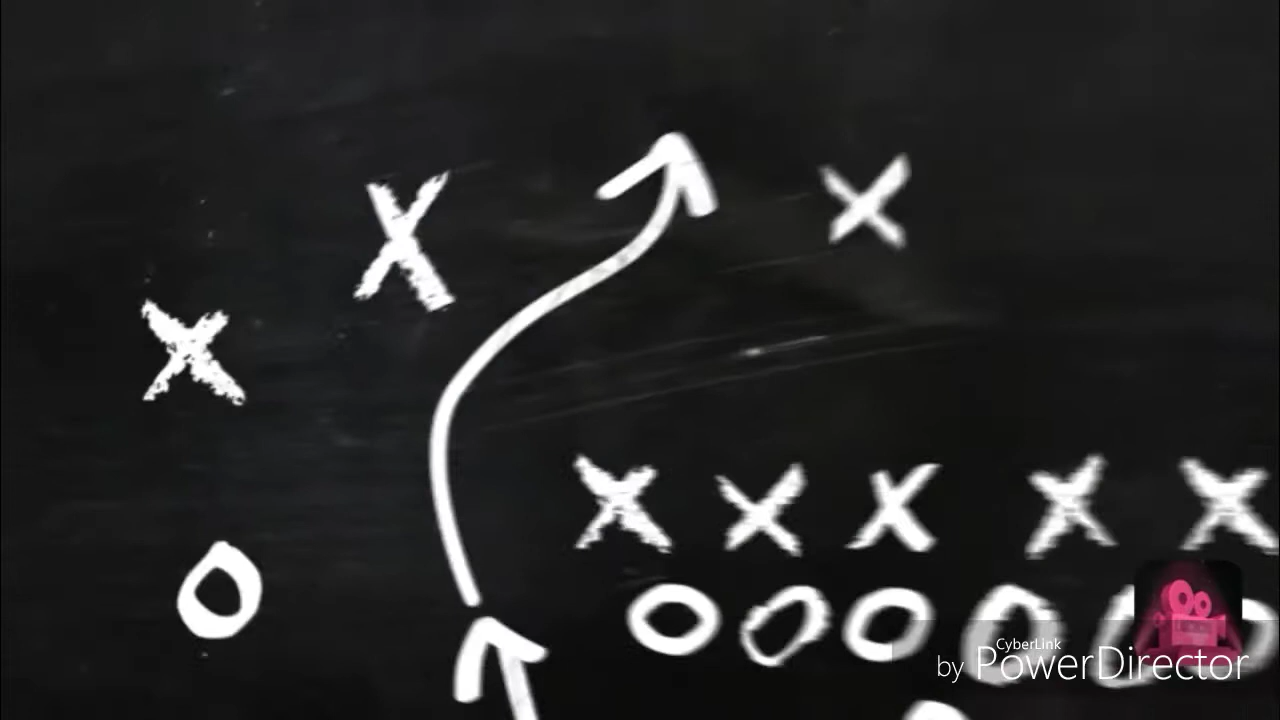 X X
X
X X X X X
O
O O O O O O
CyberLink
by PowerDirector